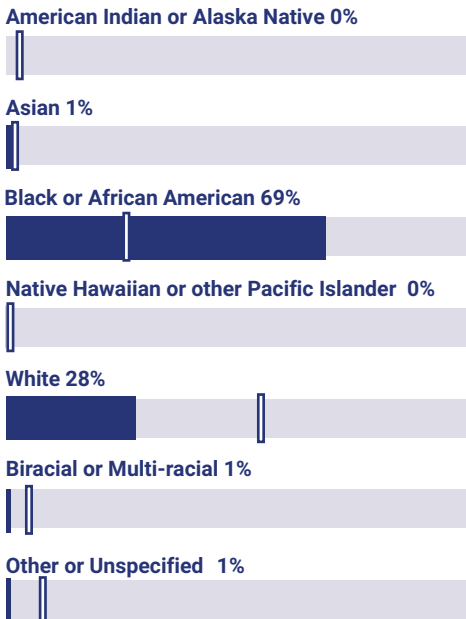 American Indian or Alaska Native 0%
Asian 1%
Black or African American 69%
Native Hawaiian or other Pacific Islander 0%
White 28%
Biracial or Multi-racial 1%
Other or Unspecified 1%